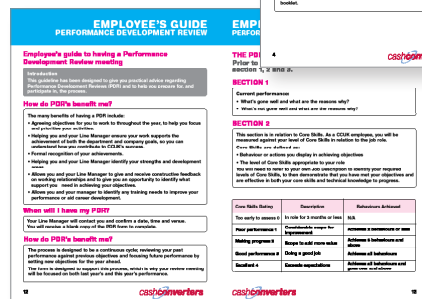 EMPLOYEE'S GUIDE
PERFORMANCE DEVELOPMENT REVIEW
Employee's guide to having a Performance
Development Review meeting
Introduction
This guideline has been designed to give you practical advice regarding
Performance Development Reviews (PDR) and to help you ensure for, and
participate in, the process.
How do PDR's benefit me?
The many benefits of having a PDR include:
• Agreeing objectives for you to work to throughout the year, to help you focus
and prioritise your activities.
• Helping you and your Line Manager ensure your work supports the
achievement of both the department and company goals, so you can
understand how you contribute to CCUK's success.
• Formal recognition of your achievements.
• Helping you and your Line Manager identify your strengths and development
areas.
• Allows you and your Line Manager to give and receive constructive feedback
on working relationships and to give you an opportunity to identify what
support you need in achieving your objectives.
• Allows you and your manager to identify any training needs to improve your
performance or aid career development.
When will I have my PDR?
Your Line Manager will contact you and confirm a date, time and venue.
You will receive a blank copy of the PDR form to complete.
How do PDR's benefit me?
The process is designed to be a continuous cycle; reviewing your past
performance against previous objectives and focusing future performance by
setting new objectives for the year ahead.
The form is designed to support this process, which is why your review meeting
will be focused on both last year's and this year's performance.
12
cashconverters
booklet.
4
cashcon
EMPL
PERFORMA
THE PD
Prior to
section 1, 2 and 3.
SECTION 1
Current performance:
• What's gone well and what are the reasons why?
• What's not gone well and what are the reasons why?
SECTION 2
This section is in relation to Core Skills. As a CCUK employee, you will be
measured against your level of Core Skills in relation to the job role.
Core Skills are defined as:
• Behaviour or actions you display in achieving objectives
• The level of Core Skills appropriate to your role
You will need to refer to your Job Description to identify your required
levels of Core Skills, to then demonstrate that you have met your objectives and
are effective in both your core skills and technical knowledge to progress.
Core Skills Rating Descriptor Behaviours Achieved
Too early to assess 0 In role for 3 months or less N/A
Poor performance 1 Considerable scope for improvement Achieves 2 behaviours or less
Making progress 2 Scope to add more value Achieves 3 behaviours and above
Good performance 3 Doing a good job Achieves all behaviours
Excellent 4 Exceeds expectations Achieves all behaviours and goes over and above
13
cashconverters